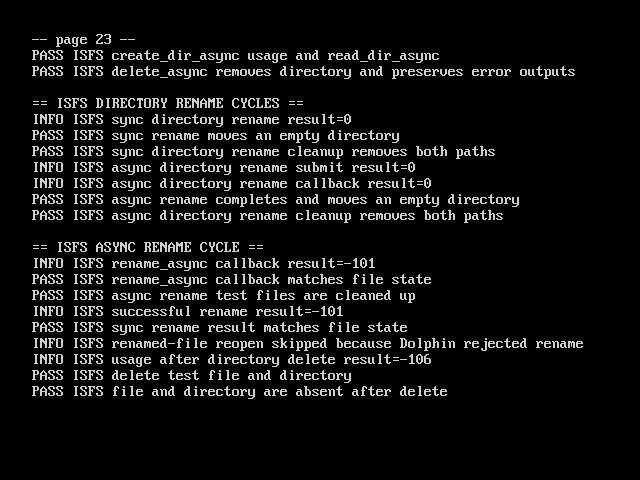 -- page 23 --
PASS ISFS create_dir_async usage and read_dir_async
PASS ISFS delete_async removes directory and preserves error outputs
== ISFS DIRECTORY RENAME CYCLES ==
INFO ISFS sync directory rename result=0
PASS ISFS sync rename moves an empty directory
PASS ISFS sync directory rename cleanup removes both paths
INFO ISFS async directory rename submit result=0
INFO ISFS async directory rename callback result=0
PASS ISFS async rename completes and moves an empty directory
PASS ISFS async directory rename cleanup removes both paths
== ISFS ASYNC RENAME CYCLE ==
INFO ISFS rename_async callback result=-101
PASS ISFS rename_async callback matches file state
PASS ISFS async rename test files are cleaned up
INFO ISFS successful rename result=-101
PASS ISFS sync rename result matches file state
INFO ISFS renamed-file reopen skipped because Dolphin rejected rename
INFO ISFS usage after directory delete result=-106
PASS ISFS delete test file and directory
PASS ISFS file and directory are absent after delete